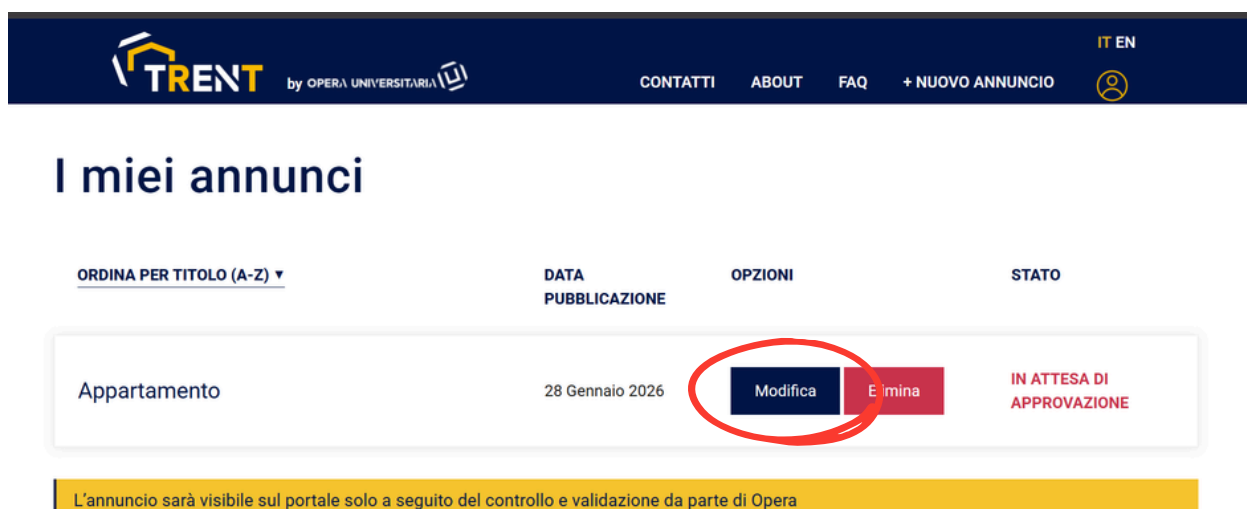 IT EN
TRENT by OPERA UNIVERSITARIA
CONTATTI ABOUT FAQ + NUOVO ANNUNCIO
I miei annunci
ORDINA PER TITOLO (A-Z) ▼ DATA PUBBLICAZIONE OPZIONI STATO
Appartamento 28 Gennaio 2026 Modifica Elimina IN ATTESA DI APPROVAZIONE
L'annuncio sarà visibile sul portale solo a seguito del controllo e validazione da parte di Opera